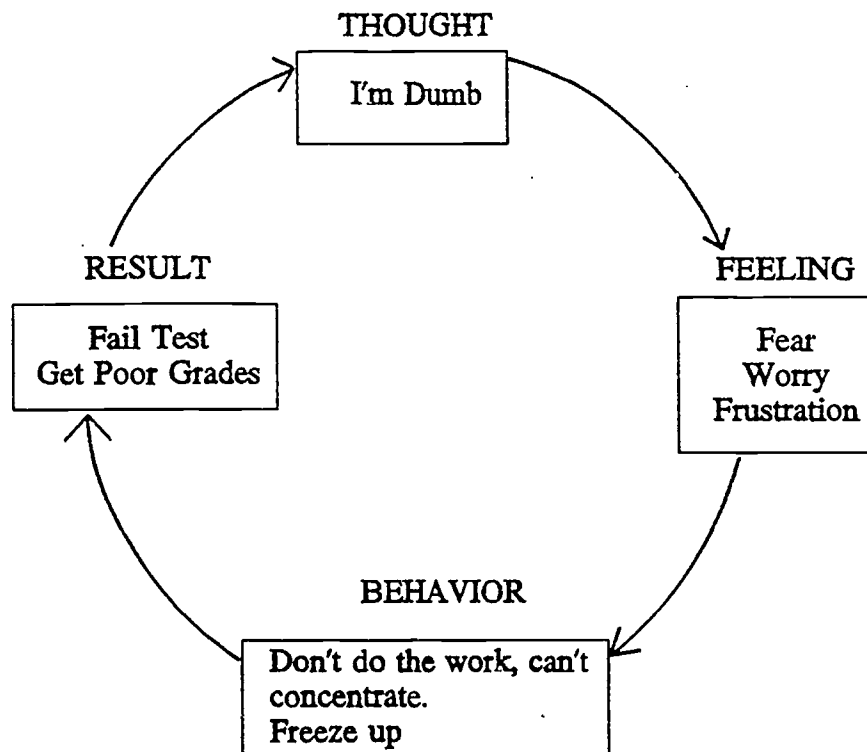 THOUGHT
I'm Dumb
FEELING
Fear
Worry
Frustration
BEHAVIOR
Don't do the work, can't
concentrate.
Freeze up
RESULT
Fail Test
Get Poor Grades